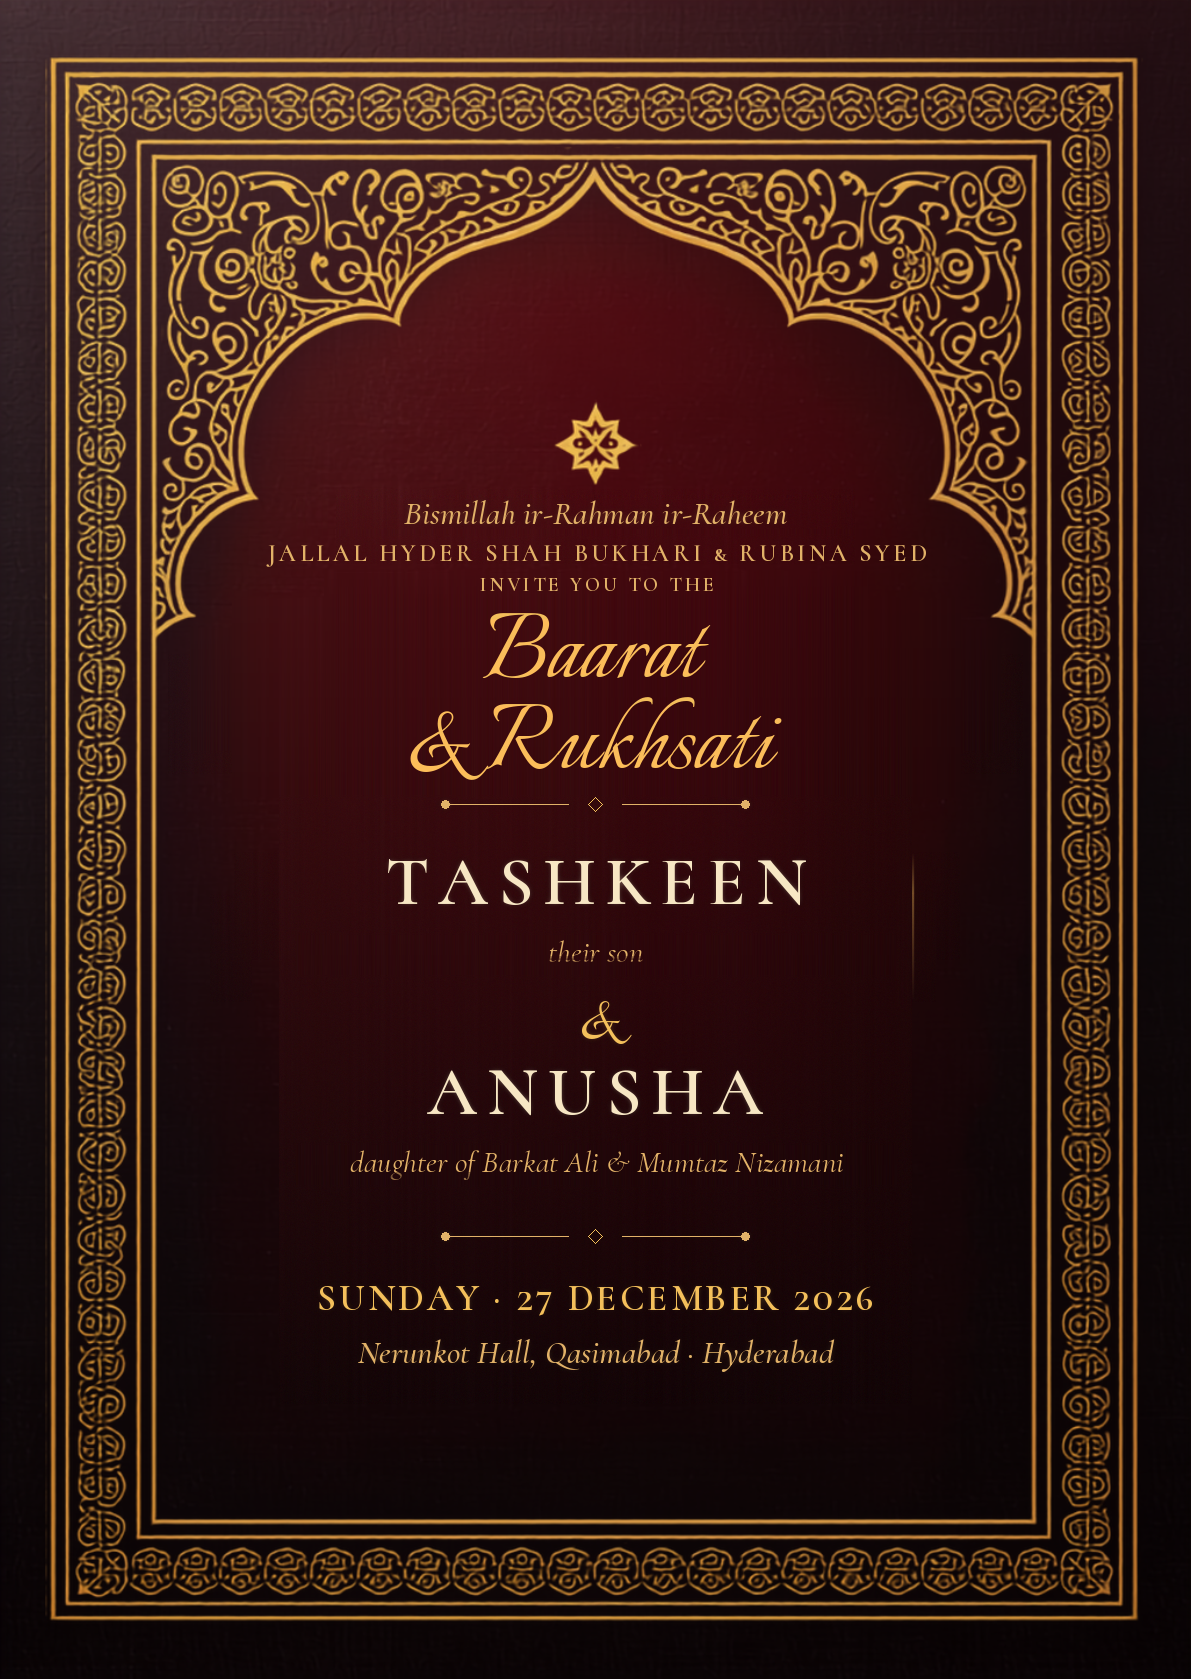 Bismillah ir-Rahman ir-Raheem
JALLAL HYDER SHAH BUKHARI & RUBINA SYED
INVITE YOU TO THE
Baarat
& Rukhsati
TASHKEEN
their son
&
ANUSHA
daughter of Barkat Ali & Mumtaz Nizamani
SUNDAY · 27 DECEMBER 2026
Nerunkot Hall, Qasimabad · Hyderabad